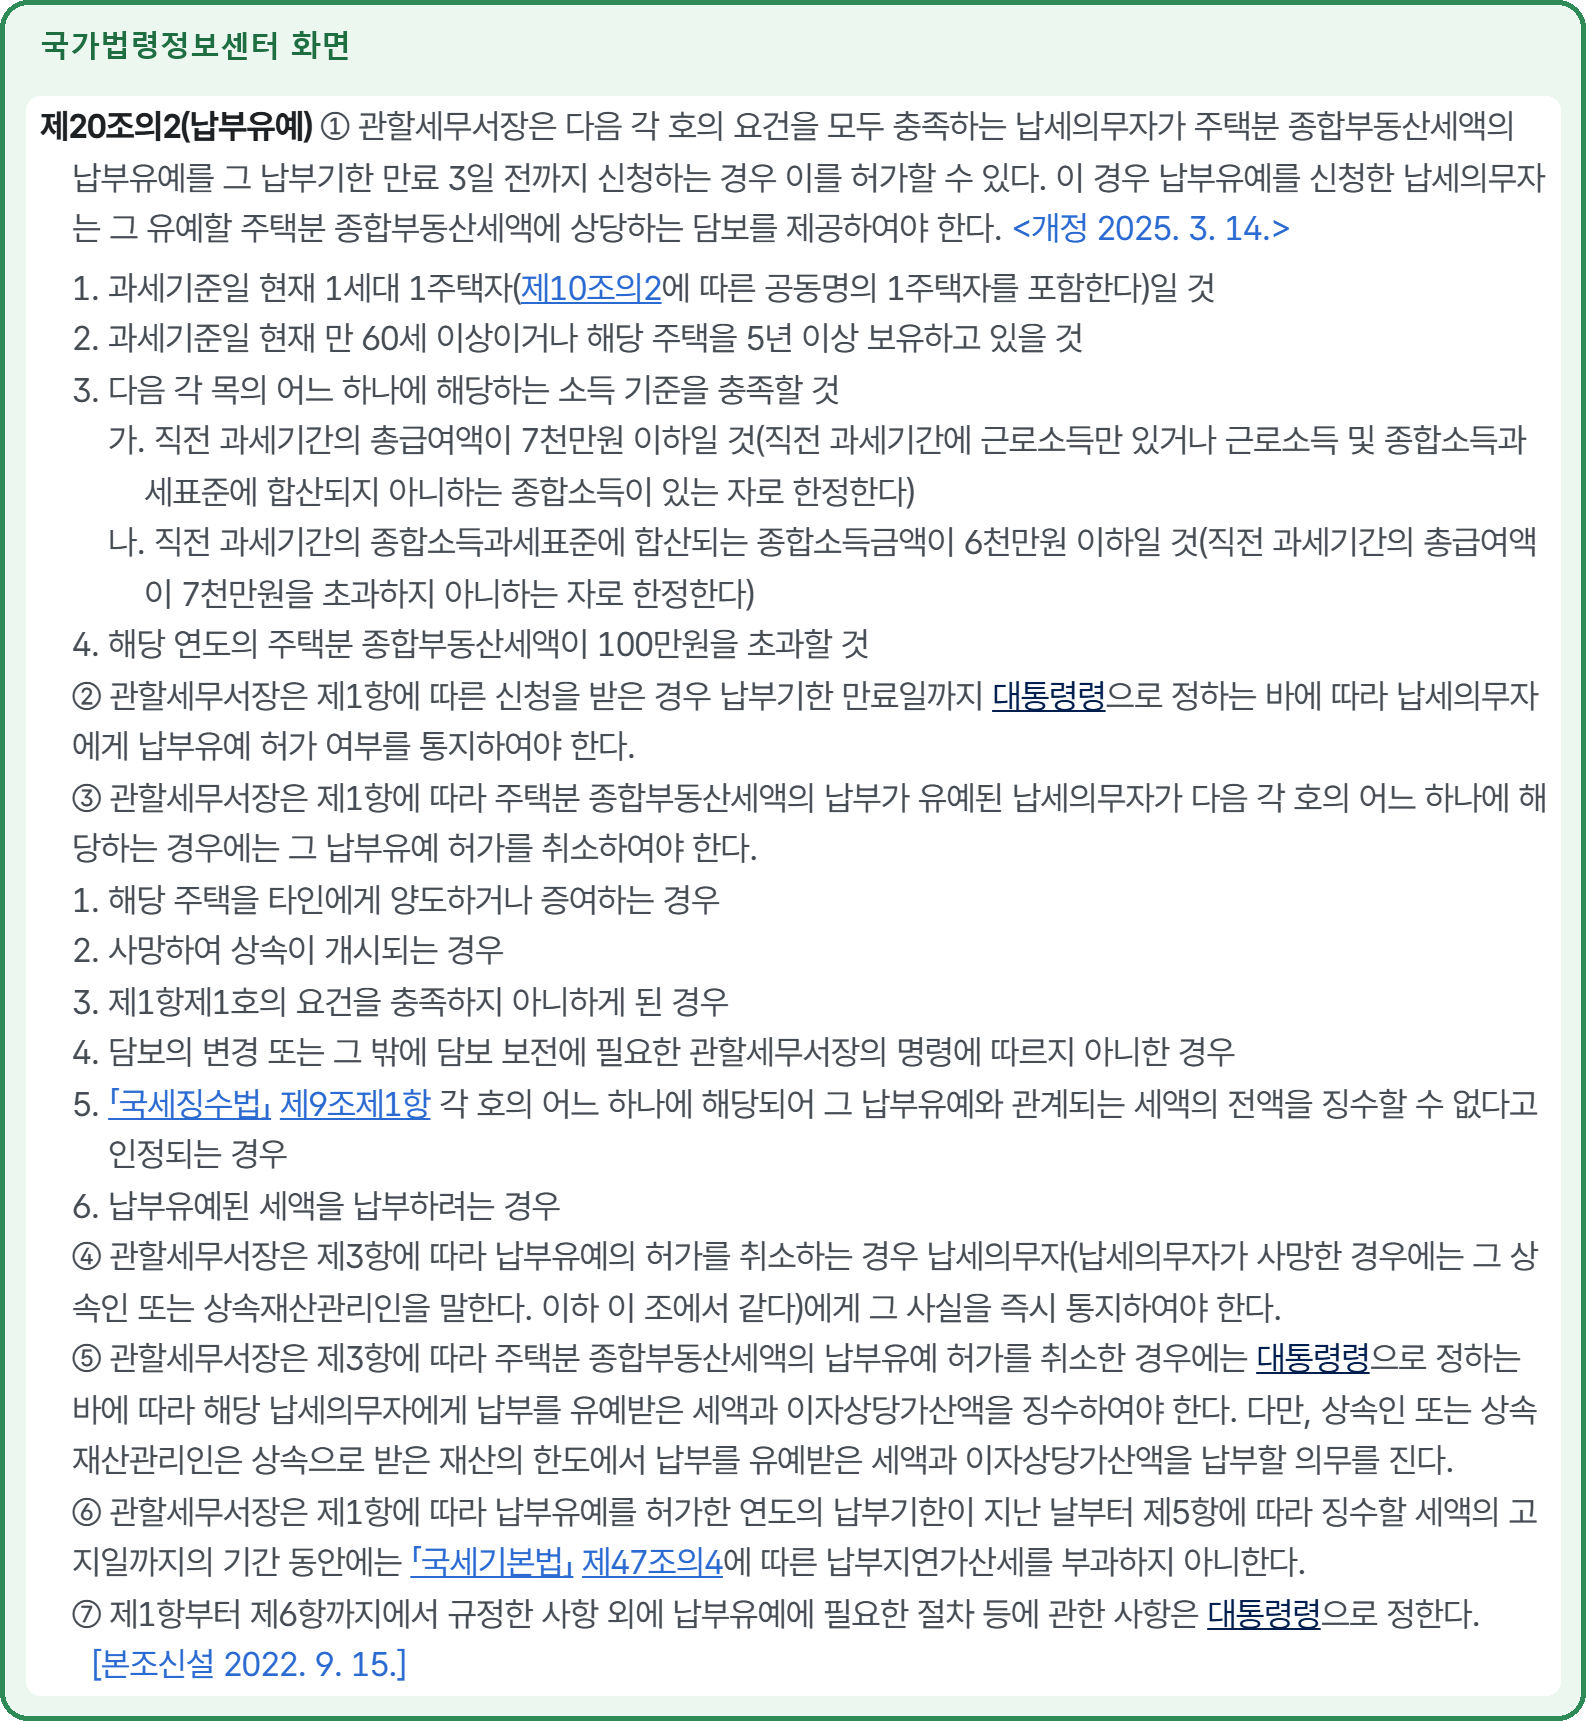 국가법령정보센터 화면
제20조의2(납부유예) ① 관할세무서장은 다음 각 호의 요건을 모두 충족하는 납세의무자가 주택분 종합부동산세액의
납부유예를 그 납부기한 만료 3일 전까지 신청하는 경우 이를 허가할 수 있다. 이 경우 납부유예를 신청한 납세의무자
는 그 유예할 주택분 종합부동산세액에 상당하는 담보를 제공하여야 한다. <개정 2025. 3. 14.>
1. 과세기준일 현재 1세대 1주택자(제10조의2에 따른 공동명의 1주택자를 포함한다)일 것
2. 과세기준일 현재 만 60세 이상이거나 해당 주택을 5년 이상 보유하고 있을 것
3. 다음 각 목의 어느 하나에 해당하는 소득 기준을 충족할 것
가. 직전 과세기간의 총급여액이 7천만원 이하일 것(직전 과세기간에 근로소득만 있거나 근로소득 및 종합소득과
세표준에 합산되지 아니하는 종합소득이 있는 자로 한정한다)
나. 직전 과세기간의 종합소득과세표준에 합산되는 종합소득금액이 6천만원 이하일 것(직전 과세기간의 총급여액
이 7천만원을 초과하지 아니하는 자로 한정한다)
4. 해당 연도의 주택분 종합부동산세액이 100만원을 초과할 것
② 관할세무서장은 제1항에 따른 신청을 받은 경우 납부기한 만료일까지 대통령령으로 정하는 바에 따라 납세의무자
에게 납부유예 허가 여부를 통지하여야 한다.
③ 관할세무서장은 제1항에 따라 주택분 종합부동산세액의 납부가 유예된 납세의무자가 다음 각 호의 어느 하나에 해
당하는 경우에는 그 납부유예 허가를 취소하여야 한다.
1. 해당 주택을 타인에게 양도하거나 증여하는 경우
2. 사망하여 상속이 개시되는 경우
3. 제1항제1호의 요건을 충족하지 아니하게 된 경우
4. 담보의 변경 또는 그 밖에 담보 보전에 필요한 관할세무서장의 명령에 따르지 아니한 경우
5. 「국세징수법」 제9조제1항 각 호의 어느 하나에 해당되어 그 납부유예와 관계되는 세액의 전액을 징수할 수 없다고
인정되는 경우
6. 납부유예된 세액을 납부하려는 경우
④ 관할세무서장은 제3항에 따라 납부유예의 허가를 취소하는 경우 납세의무자(납세의무자가 사망한 경우에는 그 상
속인 또는 상속재산관리인을 말한다. 이하 이 조에서 같다)에게 그 사실을 즉시 통지하여야 한다.
⑤ 관할세무서장은 제3항에 따라 주택분 종합부동산세액의 납부유예 허가를 취소한 경우에는 대통령령으로 정하는
바에 따라 해당 납세의무자에게 납부를 유예받은 세액과 이자상당가산액을 징수하여야 한다. 다만, 상속인 또는 상속
재산관리인은 상속으로 받은 재산의 한도에서 납부를 유예받은 세액과 이자상당가산액을 납부할 의무를 진다.
⑥ 관할세무서장은 제1항에 따라 납부유예를 허가한 연도의 납부기한이 지난 날부터 제5항에 따라 징수할 세액의 고
지일까지의 기간 동안에는 「국세기본법」 제47조의4에 따른 납부지연가산세를 부과하지 아니한다.
⑦ 제1항부터 제6항까지에서 규정한 사항 외에 납부유예에 필요한 절차 등에 관한 사항은 대통령령으로 정한다.
[본조신설 2022. 9. 15.]